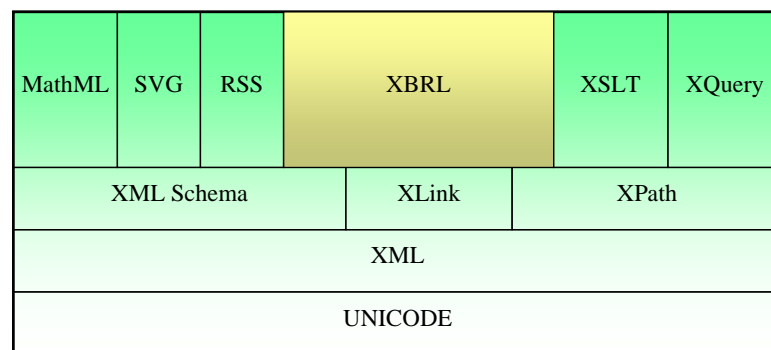 MathML SVG RSS XBRL XSLT XQuery
XML Schema XLink XPath
XML
UNICODE